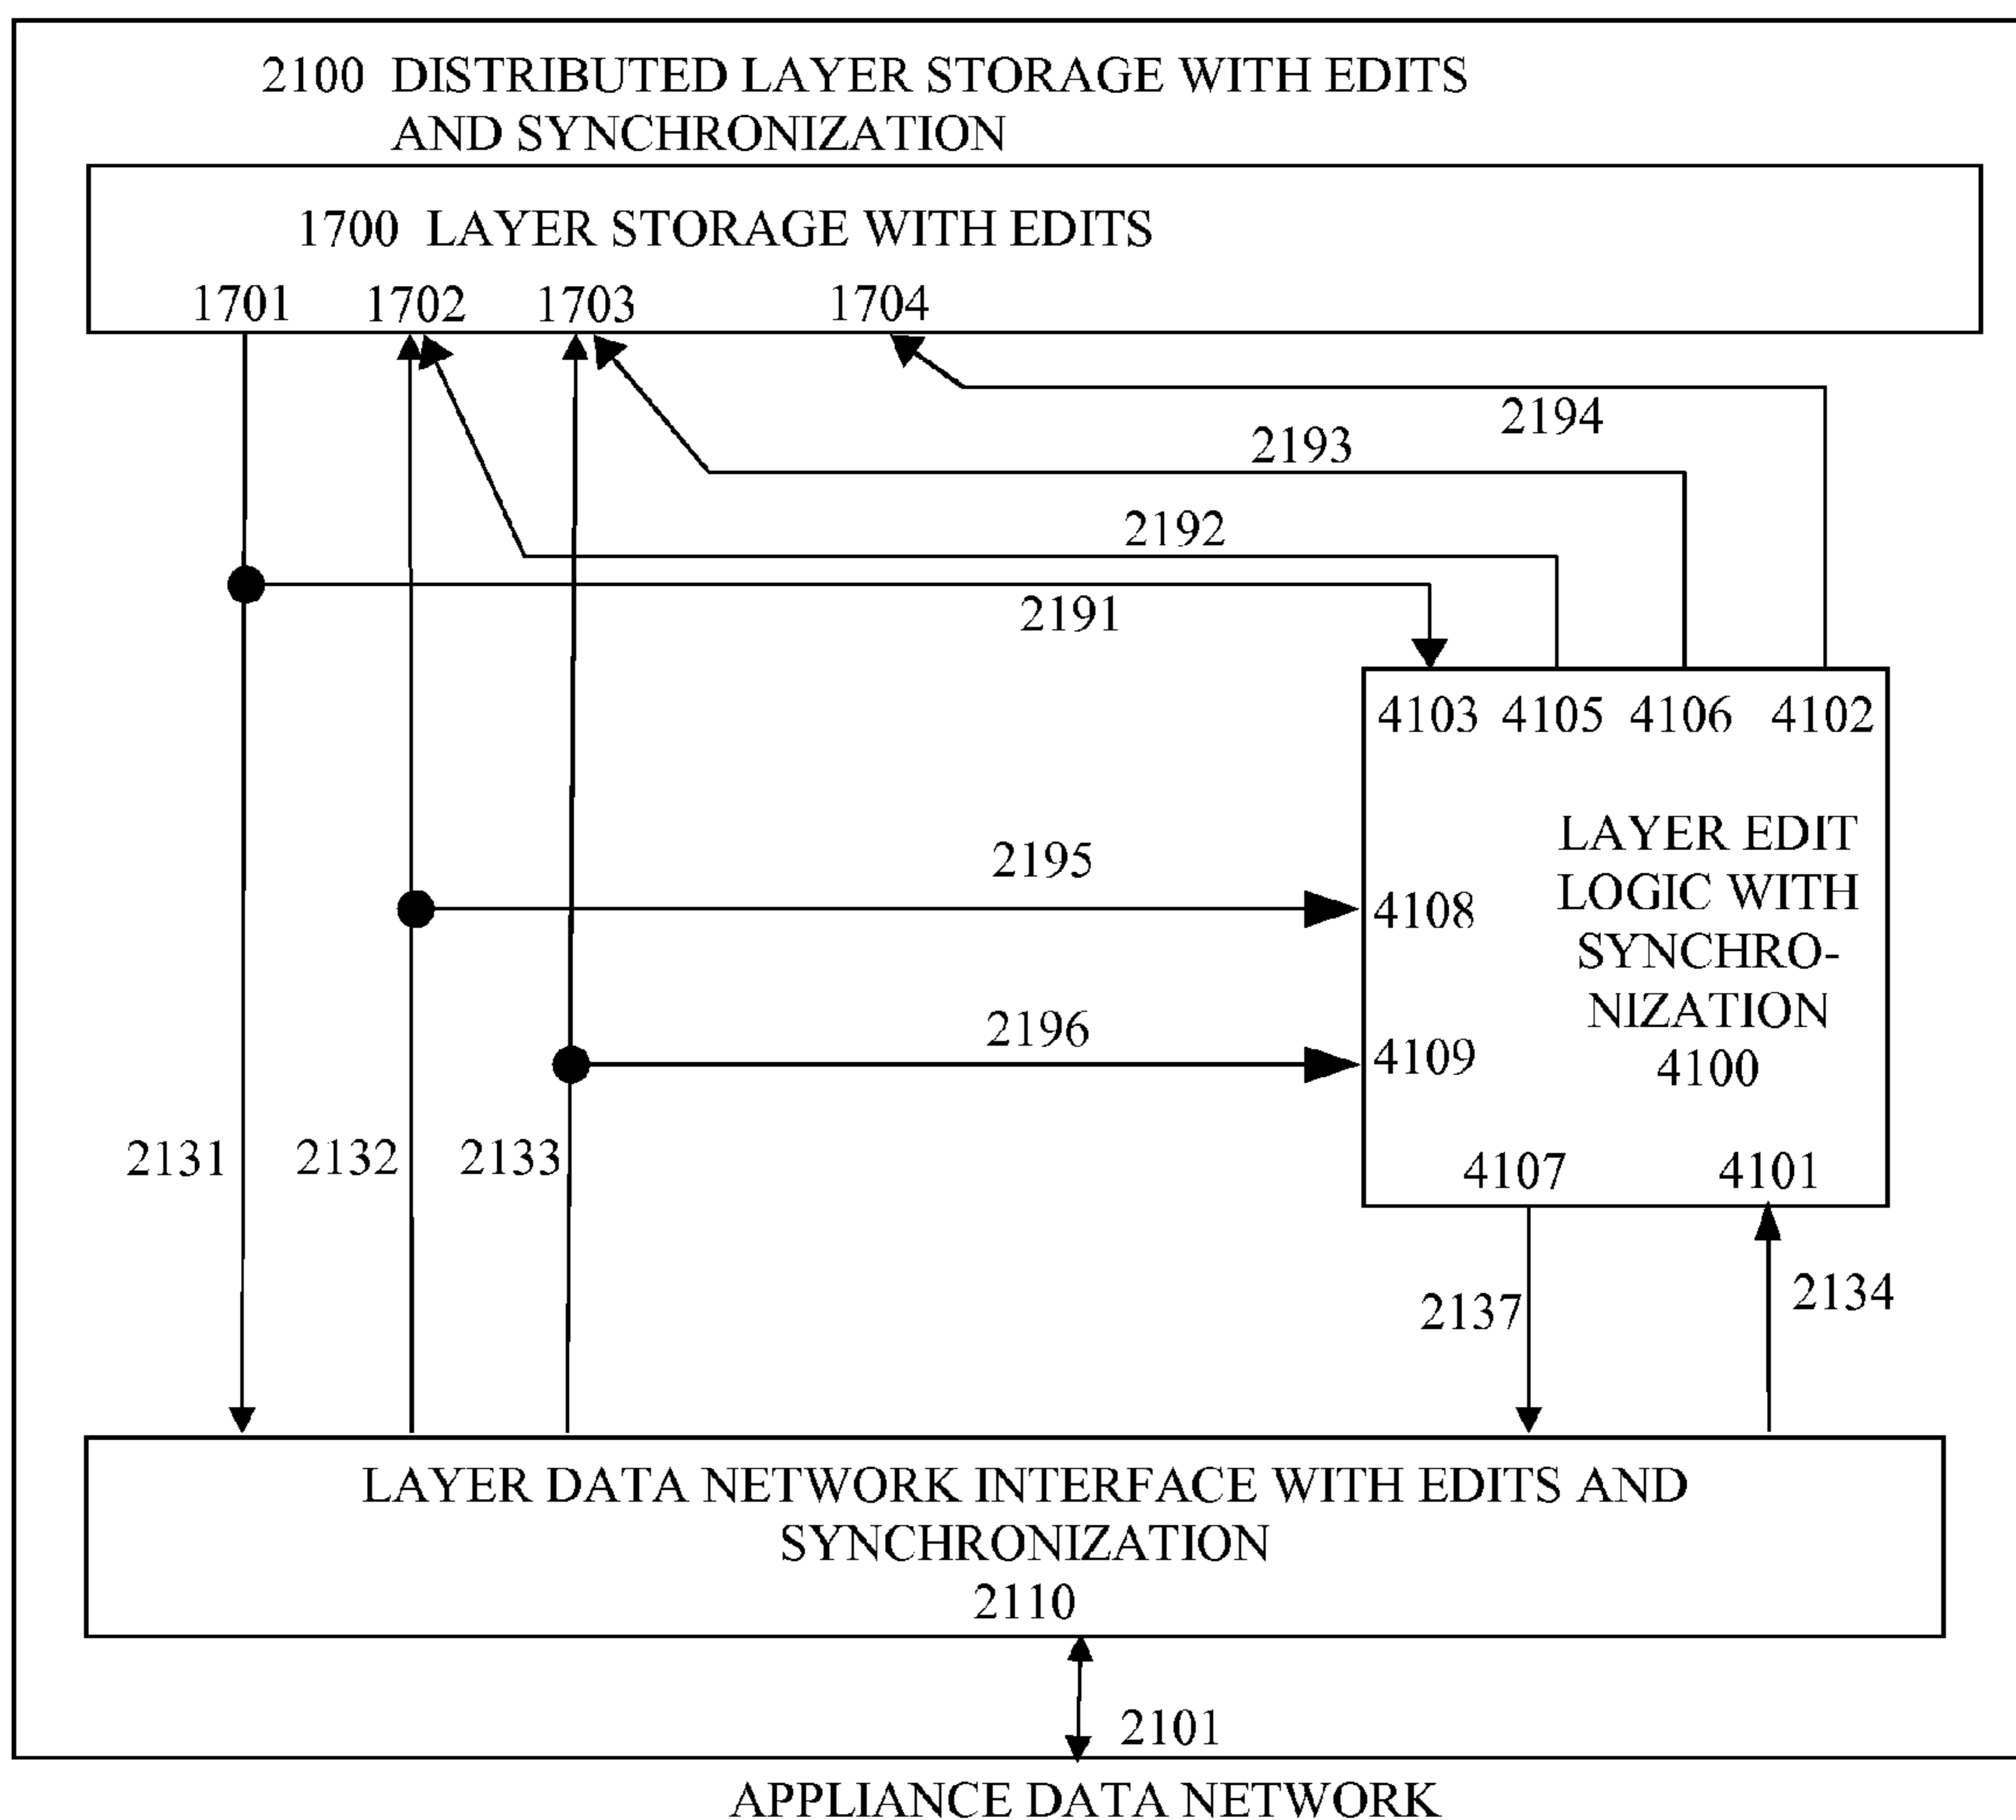 2100 DISTRIBUTED LAYER STORAGE WITH EDITS
AND SYNCHRONIZATION
1700 LAYER STORAGE WITH EDITS
1701 1702 1703 1704
2194
2193
2192
2191
4103 4105 4106 4102
LAYER EDIT
LOGIC WITH
SYNCHRO-
NIZATION
4100
2195
4108
2196
4109
2131 2132 2133
4107 4101
2137
2134
LAYER DATA NETWORK INTERFACE WITH EDITS AND
SYNCHRONIZATION
2110
2101
APPLIANCE DATA NETWORK